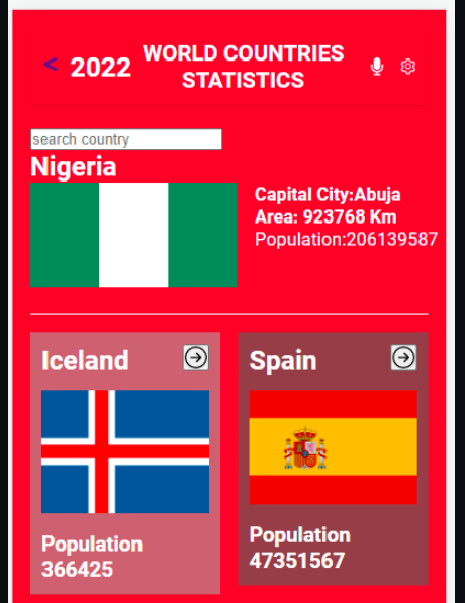 < 2022 WORLD COUNTRIES
STATISTICS
search country
Nigeria
Capital City:Abuja
Area: 923768 Km
Population:206139587
Iceland
Spain
Population
366425
Population
47351567